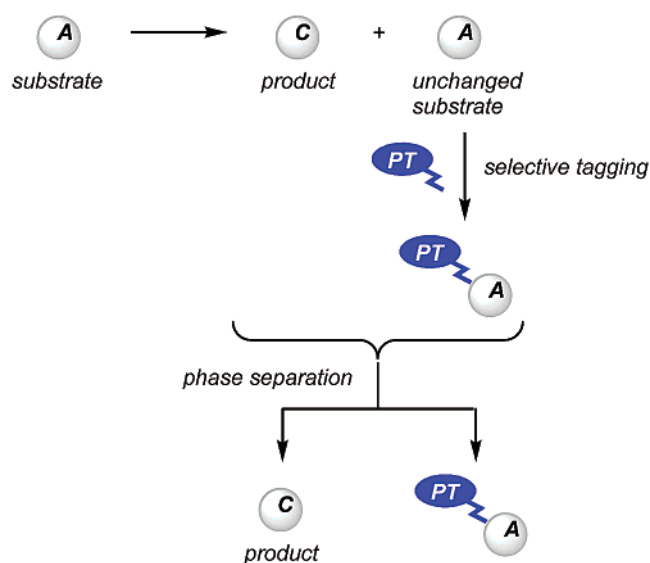 A C + A
substrate product unchanged
substrate
PT
selective tagging
PT
A
phase separation
C PT
A
product